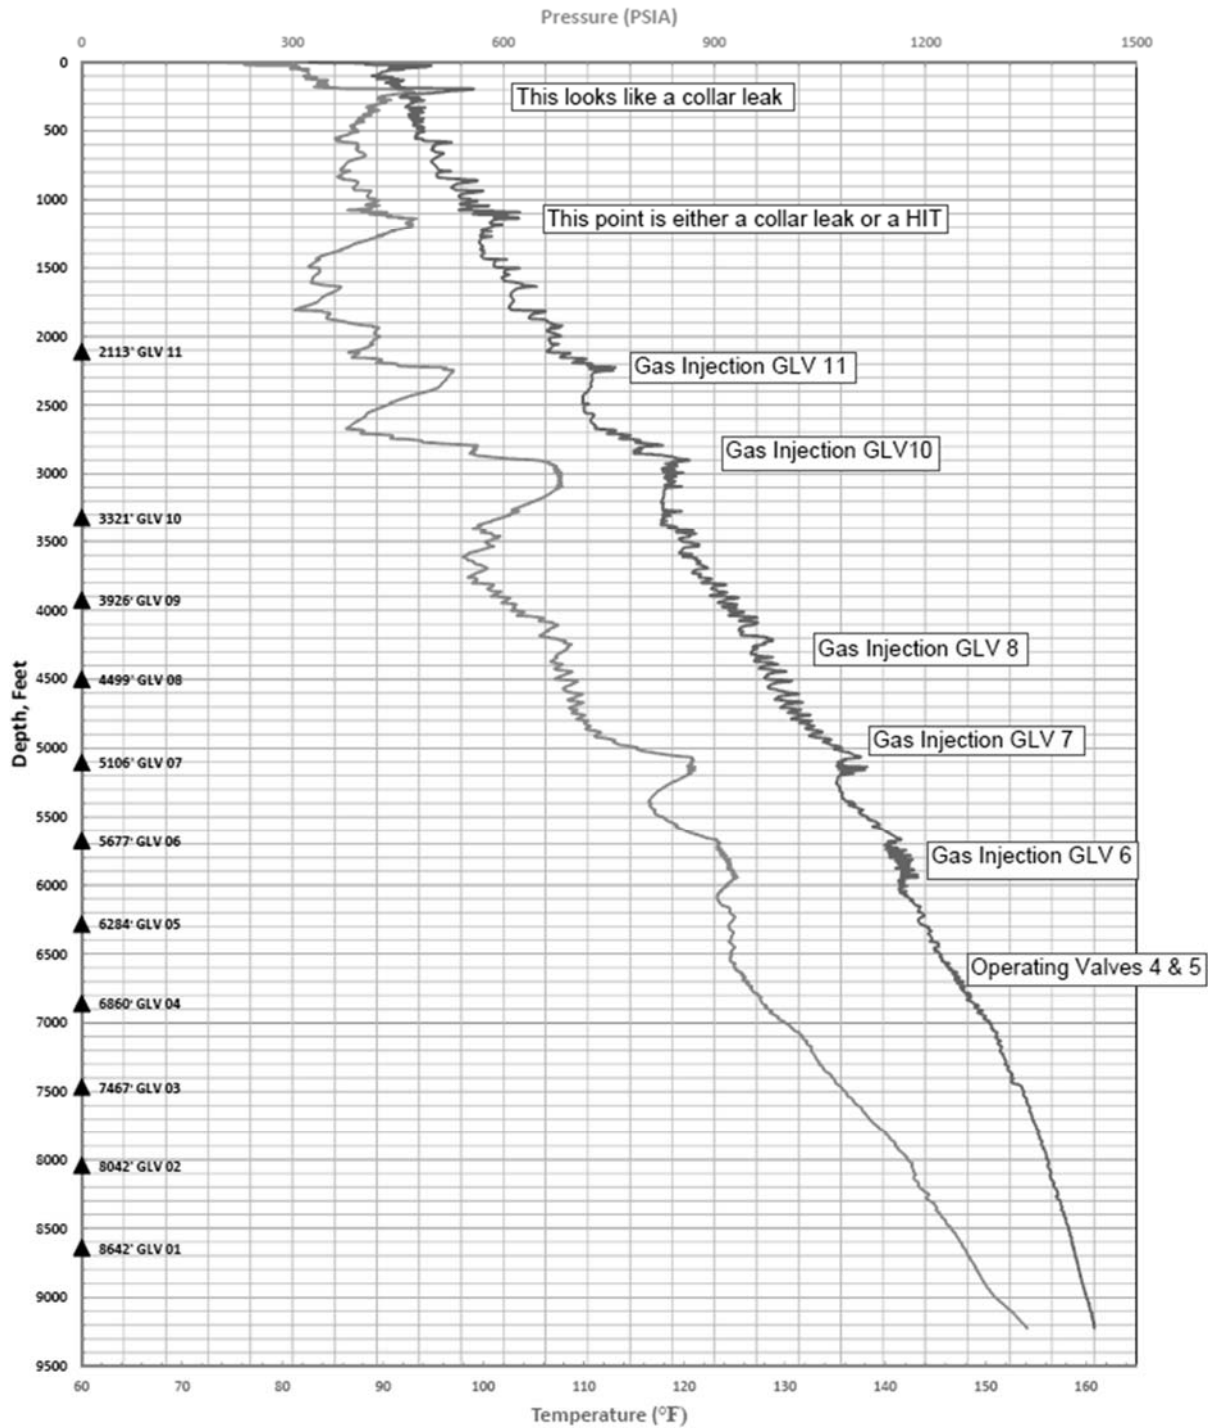 Pressure (PSIA)
0 300 600 900 1200 1500
0
This looks like a collar leak
500
1000
This point is either a collar leak or a HIT
1500
2000
2113' GLV 11
Gas Injection GLV 11
2500
Gas Injection GLV10
3000
3321' GLV 10
3500
3926' GLV 09
4000
Gas Injection GLV 8
4500
4499' GLV 08
Depth, Feet
Gas Injection GLV 7
5000
5106' GLV 07
5500
5677' GLV 06
Gas Injection GLV 6
6000
6284' GLV 05
6500
Operating Valves 4 & 5
6860' GLV 04
7000
7467' GLV 03
7500
8000
8042' GLV 02
8500
8642' GLV 01
9000
9500
60 70 80 90 100 110 120 130 140 150 160
Temperature (°F)